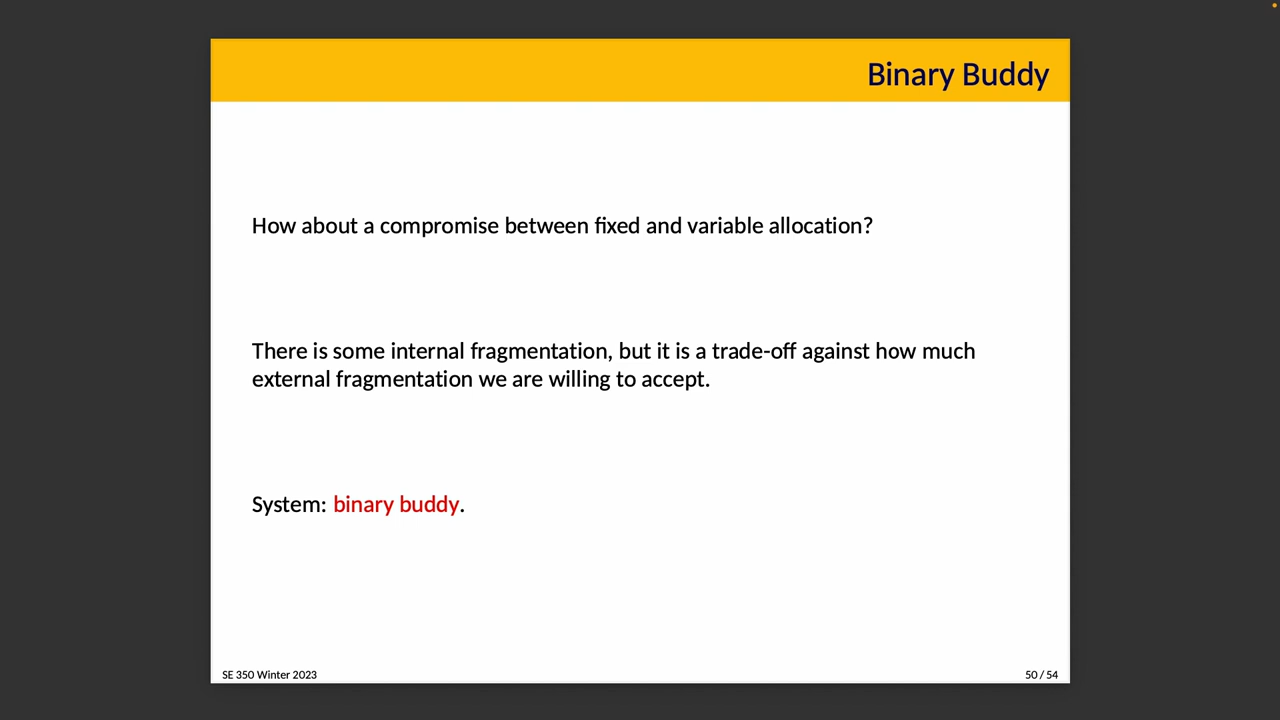 Binary Buddy
How about a compromise between fixed and variable allocation?
There is some internal fragmentation, but it is a trade-off against how much
external fragmentation we are willing to accept.
System: binary buddy.
SE 350 Winter 2023
50 / 54